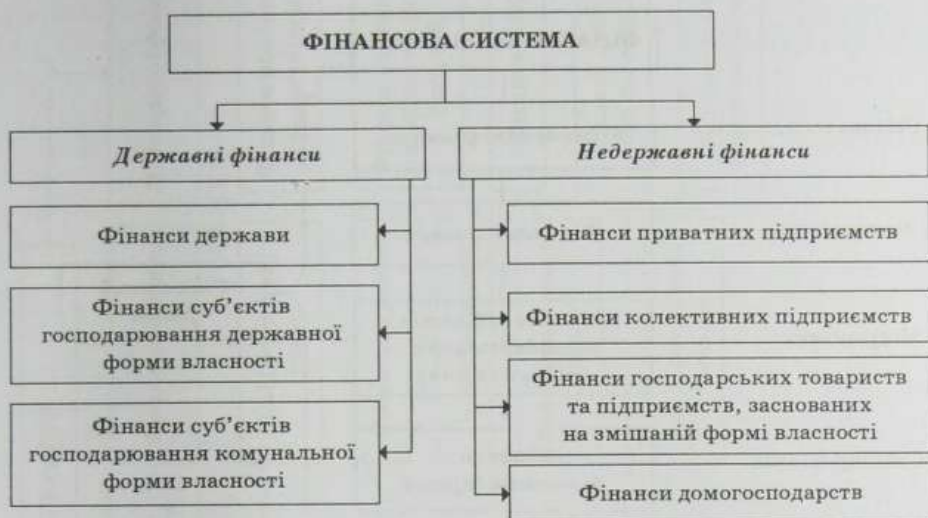 ФІНАНСОВА СИСТЕМА
Державні фінанси
Недержавні фінанси
Фінанси держави
Фінанси суб’єктів
господарювання державної
форми власності
Фінанси суб’єктів
господарювання комунальної
форми власності
Фінанси приватних підприємств
Фінанси колективних підприємств
Фінанси господарських товариств
та підприємств, заснованих
на змішаній формі власності
Фінанси домогосподарств